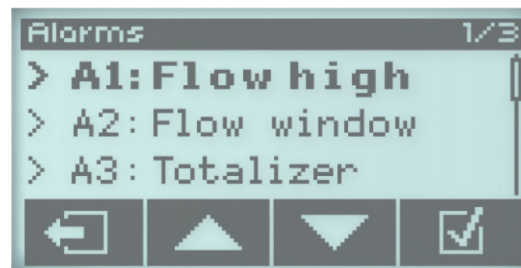 Alarms 1/3
> A1: Flow high
> A2: Flow window
> A3: Totalizer